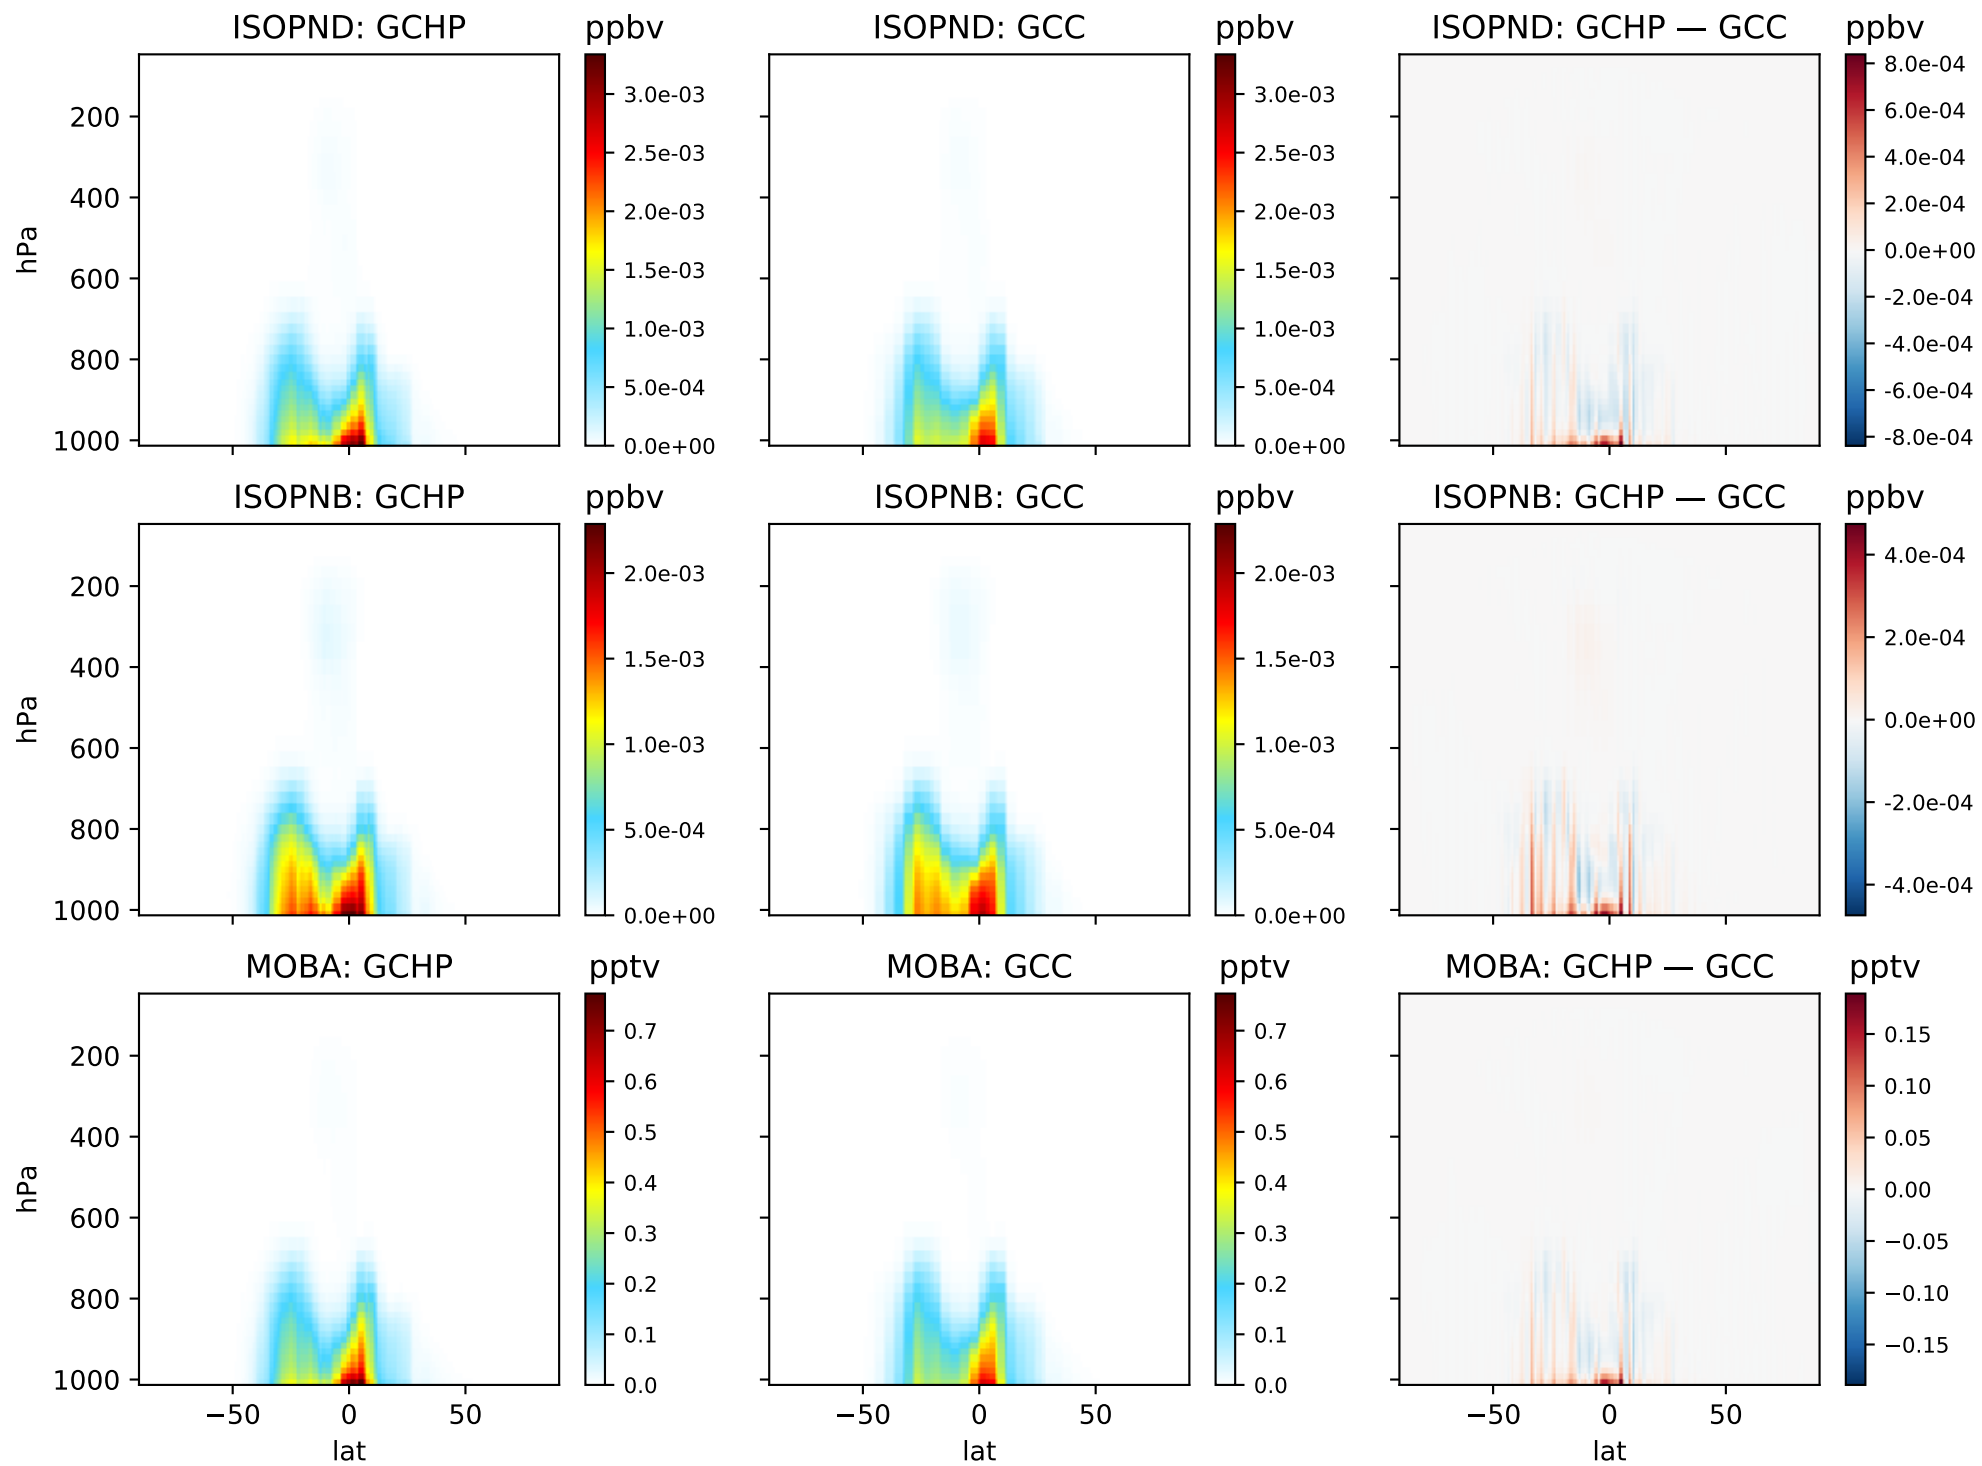 ISOPND: GCHP ppbv ISOPND: GCC ppbv ISOPND: GCHP — GCC ppbv
hPa
200
400
600
800
1000
3.0e-03
2.5e-03
2.0e-03
1.5e-03
1.0e-03
5.0e-04
0.0e+00
3.0e-03
2.5e-03
2.0e-03
1.5e-03
1.0e-03
5.0e-04
0.0e+00
8.0e-04
6.0e-04
4.0e-04
2.0e-04
0.0e+00
-2.0e-04
-4.0e-04
-6.0e-04
-8.0e-04
ISOPNB: GCHP ppbv ISOPNB: GCC ppbv ISOPNB: GCHP — GCC ppbv
hPa
200
400
600
800
1000
2.0e-03
1.5e-03
1.0e-03
5.0e-04
0.0e+00
2.0e-03
1.5e-03
1.0e-03
5.0e-04
0.0e+00
4.0e-04
2.0e-04
0.0e+00
-2.0e-04
-4.0e-04
MOBA: GCHP pptv MOBA: GCC pptv MOBA: GCHP — GCC pptv
hPa
200
400
600
800
1000
0.7
0.6
0.5
0.4
0.3
0.2
0.1
0.0
0.7
0.6
0.5
0.4
0.3
0.2
0.1
0.0
0.15
0.10
0.05
0.00
−0.05
−0.10
−0.15
−50 0 50 −50 0 50 −50 0 50
lat lat lat